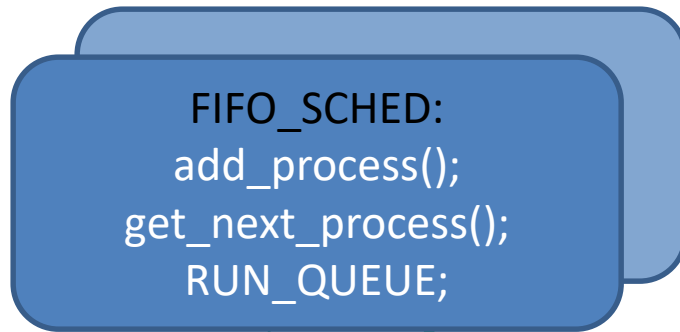 FIFO_SCHED:
add_process();
get_next_process();
RUN_QUEUE;